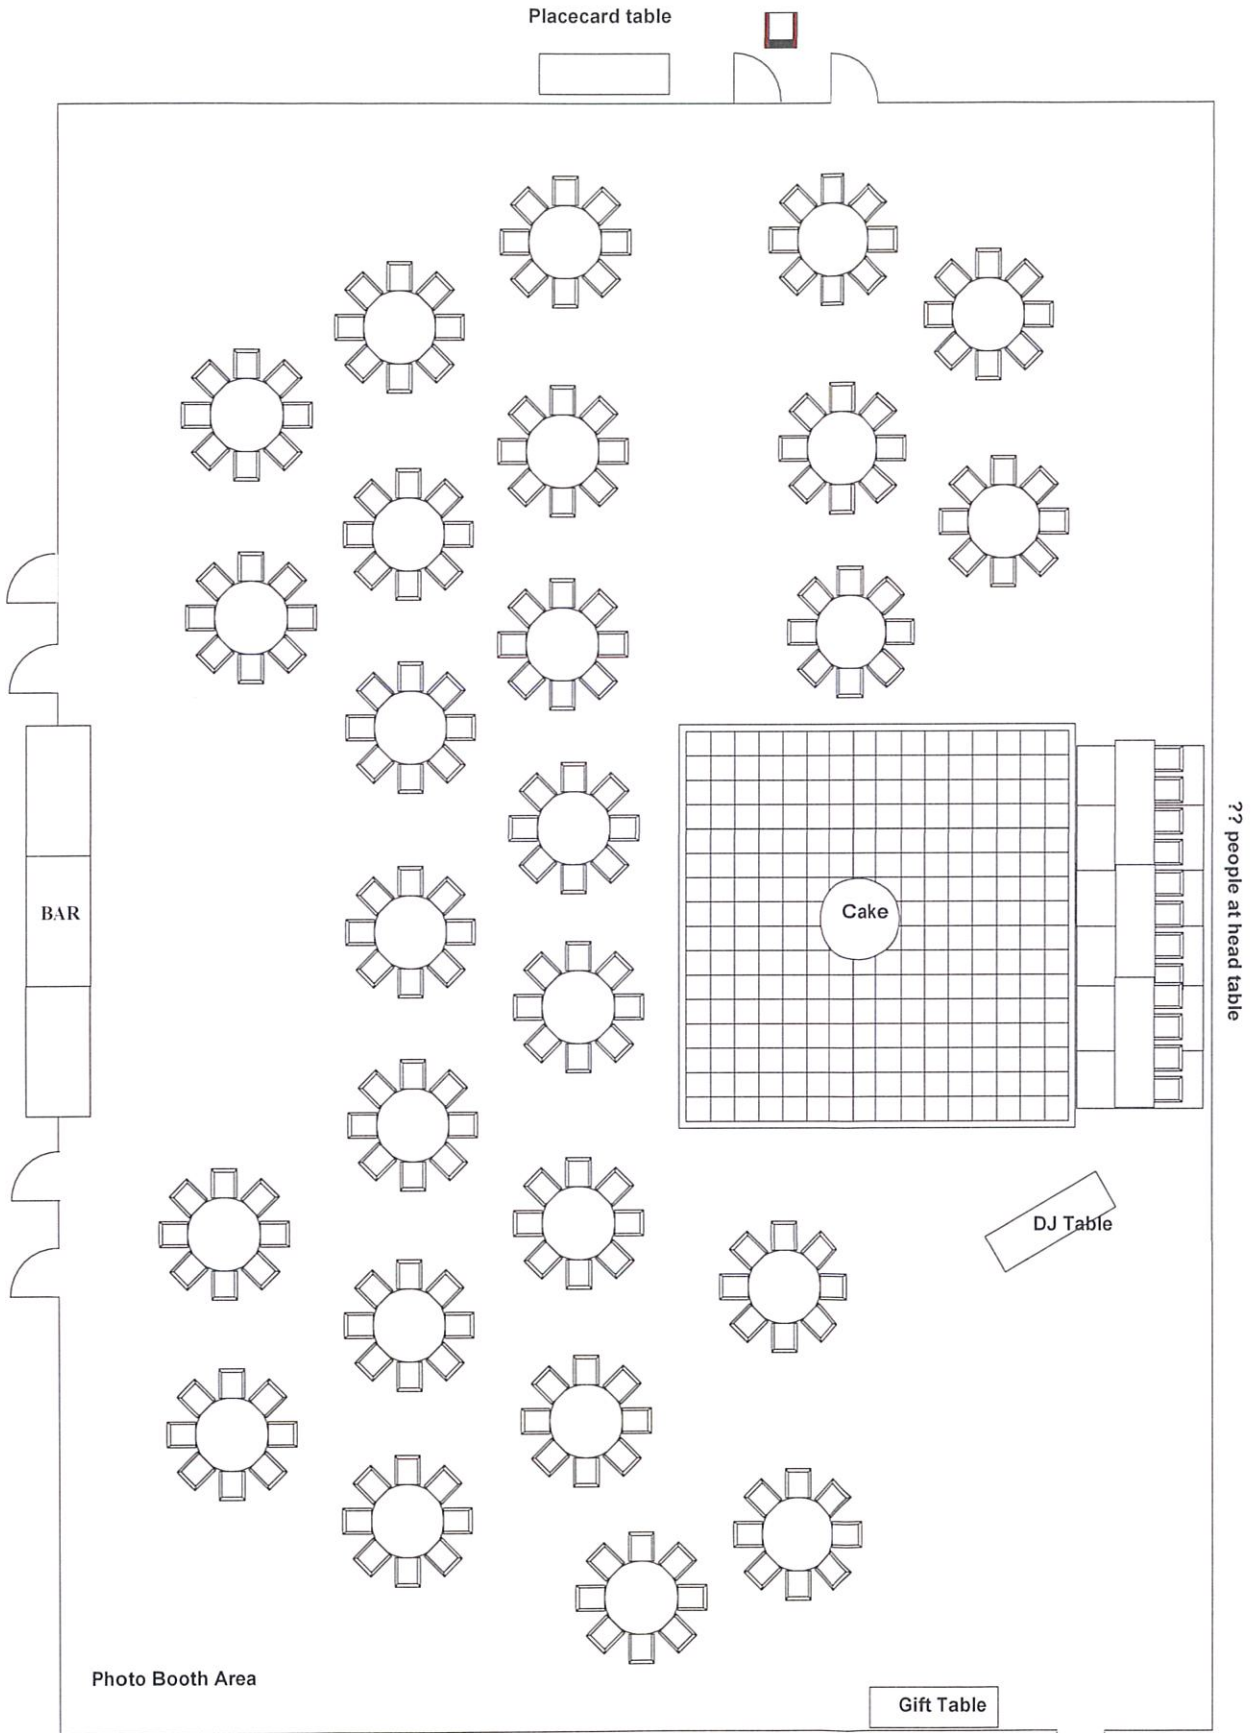 Placecard table
BAR
Cake
?? people at head table
DJ Table
Photo Booth Area
Gift Table